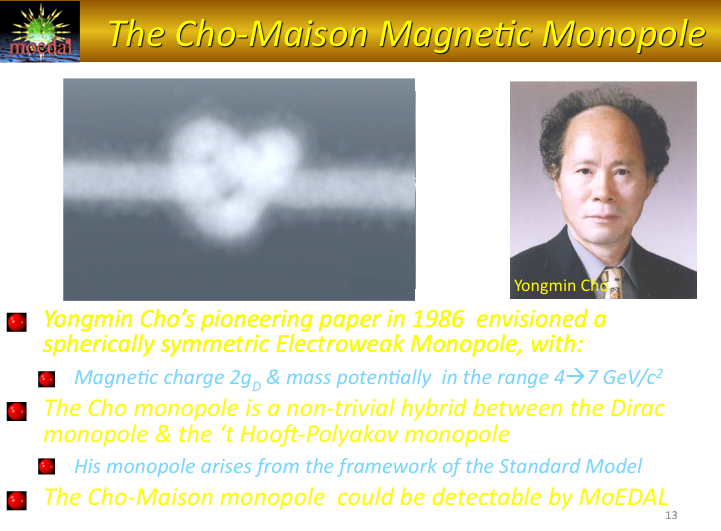 moedal
The Cho-Maison Magnetic Monopole
Yongmin Cho
Yongmin Cho’s pioneering paper in 1986 envisioned a
spherically symmetric Electroweak Monopole, with:
Magnetic charge 2gD & mass potentially in the range 4→7 GeV/c²
The Cho monopole is a non-trivial hybrid between the Dirac
monopole & the ‘t Hooft-Polyakov monopole
His monopole arises from the framework of the Standard Model
The Cho-Maison monopole could be detectable by MoEDAL
13